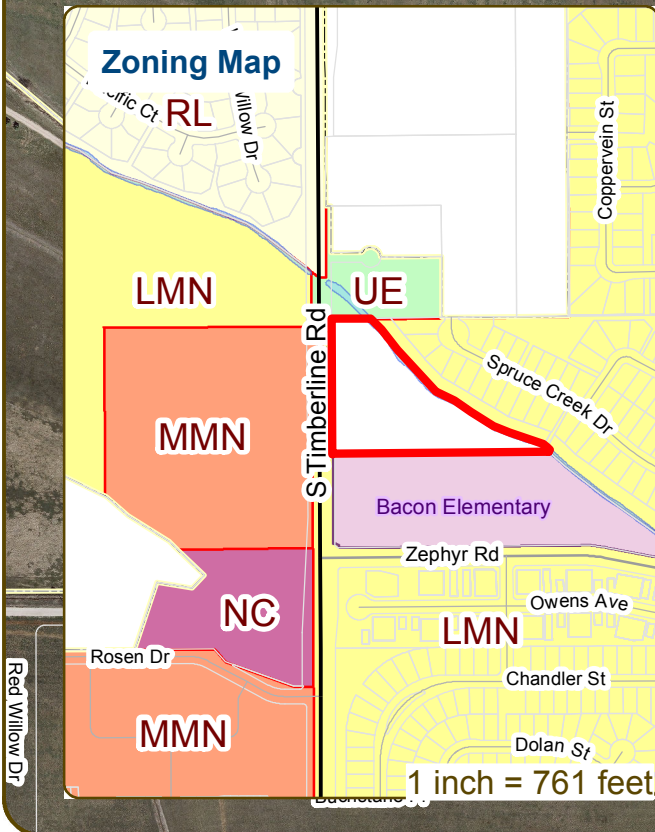 Zoning Map
RL
Willow Dr
Coppervein St
LMN
UE
S Timberline Rd
Spruce Creek Dr
MMN
Bacon Elementary
Zephyr Rd
NC
Owens Ave
LMN
Rosen Dr
Chandler St
Red Willow Dr
MMN
Dolan St
1 inch = 761 feet